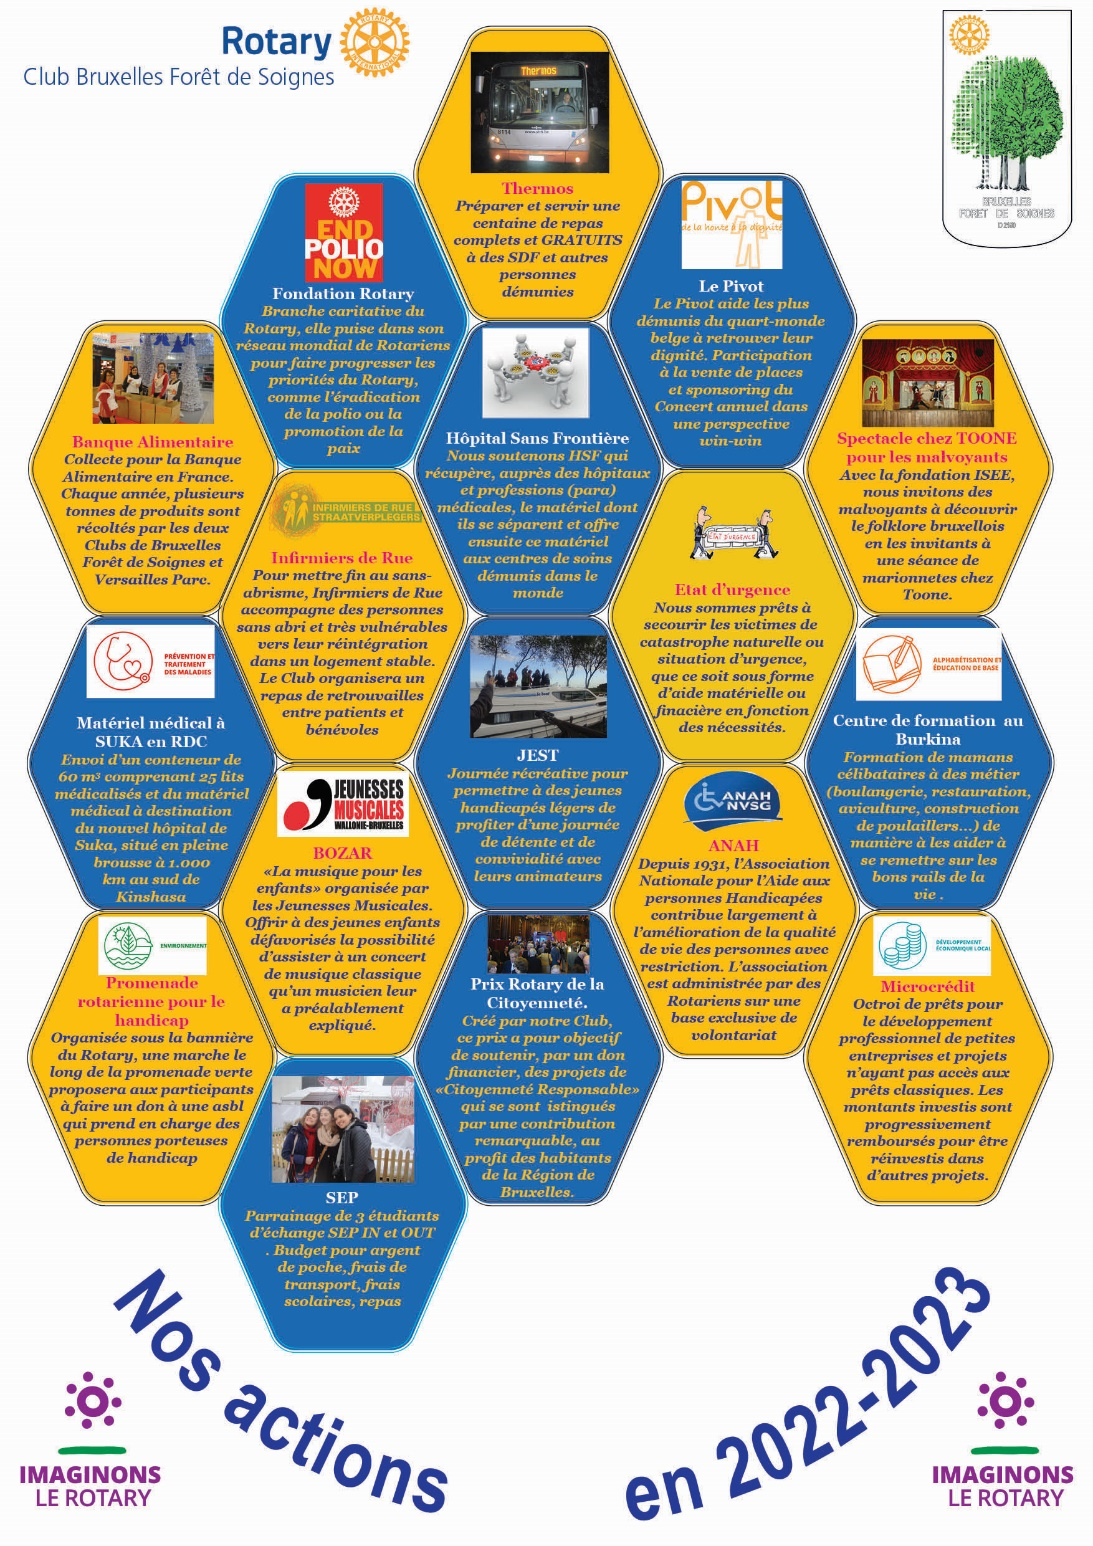 Rotary
Club Bruxelles Forêt de Soignes
ROTARY
INTERNATIONAL
BRUXELLES
FORET DE SOIGNES
D 2160
Thermos
Thermos
Préparer et servir une
centaine de repas
complets et GRATUITS
à des SDF et autres
personnes
démunies
END
POLIO
NOW
Fondation Rotary
Branche caritative du
Rotary, elle puise dans son
réseau mondial de Rotariens
pour faire progresser les
priorités du Rotary,
comme l'éradication
de la polio ou la
promotion de la
paix
Pivot
de la honte à la dignité
Le Pivot
Le Pivot aide les plus
démunis du quart-monde
belge à retrouver leur
dignité. Participation
à la vente de places
et sponsoring du
Concert annuel dans
une perspective
win-win
Banque Alimentaire
Collecte pour la Banque
Alimentaire en France.
Chaque année, plusieurs
tonnes de produits sont
récoltés par les deux
Clubs de Bruxelles
Forêt de Soignes et
Versailles Parc.
Hôpital Sans Frontière
Nous soutenons HSF qui
récupère, auprès des hôpitaux
et professions (para)
médicales, le matériel dont
ils se séparent et offre
ensuite ce matériel
aux centres de soins
démunis dans le
monde
Spectacle chez TOONE
pour les malvoyants
Avec la fondation ISEE,
nous invitons des
malvoyants à découvrir
le folklore bruxellois
en les invitants à
une séance de
marionnetes chez
Toone.
INFIRMIERS DE RUE
STRAATVERPLEGERS
Infirmiers de Rue
Pour mettre fin au sans-
abrisme, Infirmiers de Rue
accompagne des personnes
sans abri et très vulnérables
vers leur réintégration
dans un logement stable.
Le Club organisera un
repas de retrouvailles
entre patients et
bénévoles
ETAT D'URGENCE
Etat d'urgence
Nous sommes prêts à
secourir les victimes de
catastrophe naturelle ou
situation d'urgence,
que ce soit sous forme
d'aide matérielle ou
finacière en fonction
des nécessités.
PRÉVENTION ET
TRAITEMENT
DES MALADIES
Matériel médical à
SUKA en RDC
Envoi d'un conteneur de
60 m³ comprenant 25 lits
médicalisés et du matériel
médical à destination
du nouvel hôpital de
Suka, situé en pleine
brousse à 1.000
km au sud de
Kinshasa
JEST
Journée récréative pour
permettre à des jeunes
handicapés légers de
profiter d'une journée
de détente et de
convivialité avec
leurs animateurs
ALPHABÉTISATION ET
ÉDUCATION DE BASE
Centre de formation au
Burkina
Formation de mamans
célibataires à des métier
(boulangerie, restauration,
aviculture, construction
de poulaillers...) de
manière à les aider à
se remettre sur les
bons rails de la
vie .
JEUNESSES
MUSICALES
WALLONIE-BRUXELLES
BOZAR
«La musique pour les
enfants» organisée par
les Jeunesses Musicales.
Offrir à des jeunes enfants
défavorisés la possibilité
d'assister à un concert
de musique classique
qu'un musicien leur
a préalablement
expliqué.
ANAH
NVSG
ANAH
Depuis 1931, l'Association
Nationale pour l'Aide aux
personnes Handicapées
contribue largement à
l'amélioration de la qualité
de vie des personnes avec
restriction. L'association
est administrée par des
Rotariens sur une
base exclusive de
volontariat
ENVIRONNEMENT
Promenade
rotarienne pour le
handicap
Organisée sous la bannière
du Rotary, une marche le
long de la promenade verte
proposera aux participants
à faire un don à une asbl
qui prend en charge des
personnes porteuses
de handicap
Prix Rotary de la
Citoyenneté.
Créé par notre Club,
ce prix a pour objectif
de soutenir, par un don
financier, des projets de
«Citoyenneté Responsable»
qui se sont istingués
par une contribution
remarquable, au
profit des habitants
de la Région de
Bruxelles.
DÉVELOPPEMENT
ÉCONOMIQUE LOCAL
Microcrédit
Octroi de prêts pour
le développement
professionnel de petites
entreprises et projets
n'ayant pas accès aux
prêts classiques. Les
montants investis sont
progressivement
remboursés pour être
réinvestis dans
d'autres projets.
SEP
Parrainage de 3 étudiants
d'échange SEP IN et OUT
. Budget pour argent
de poche, frais de
transport, frais
scolaires, repas
Nos actions en 2022-2023
IMAGINONS
LE ROTARY
IMAGINONS
LE ROTARY